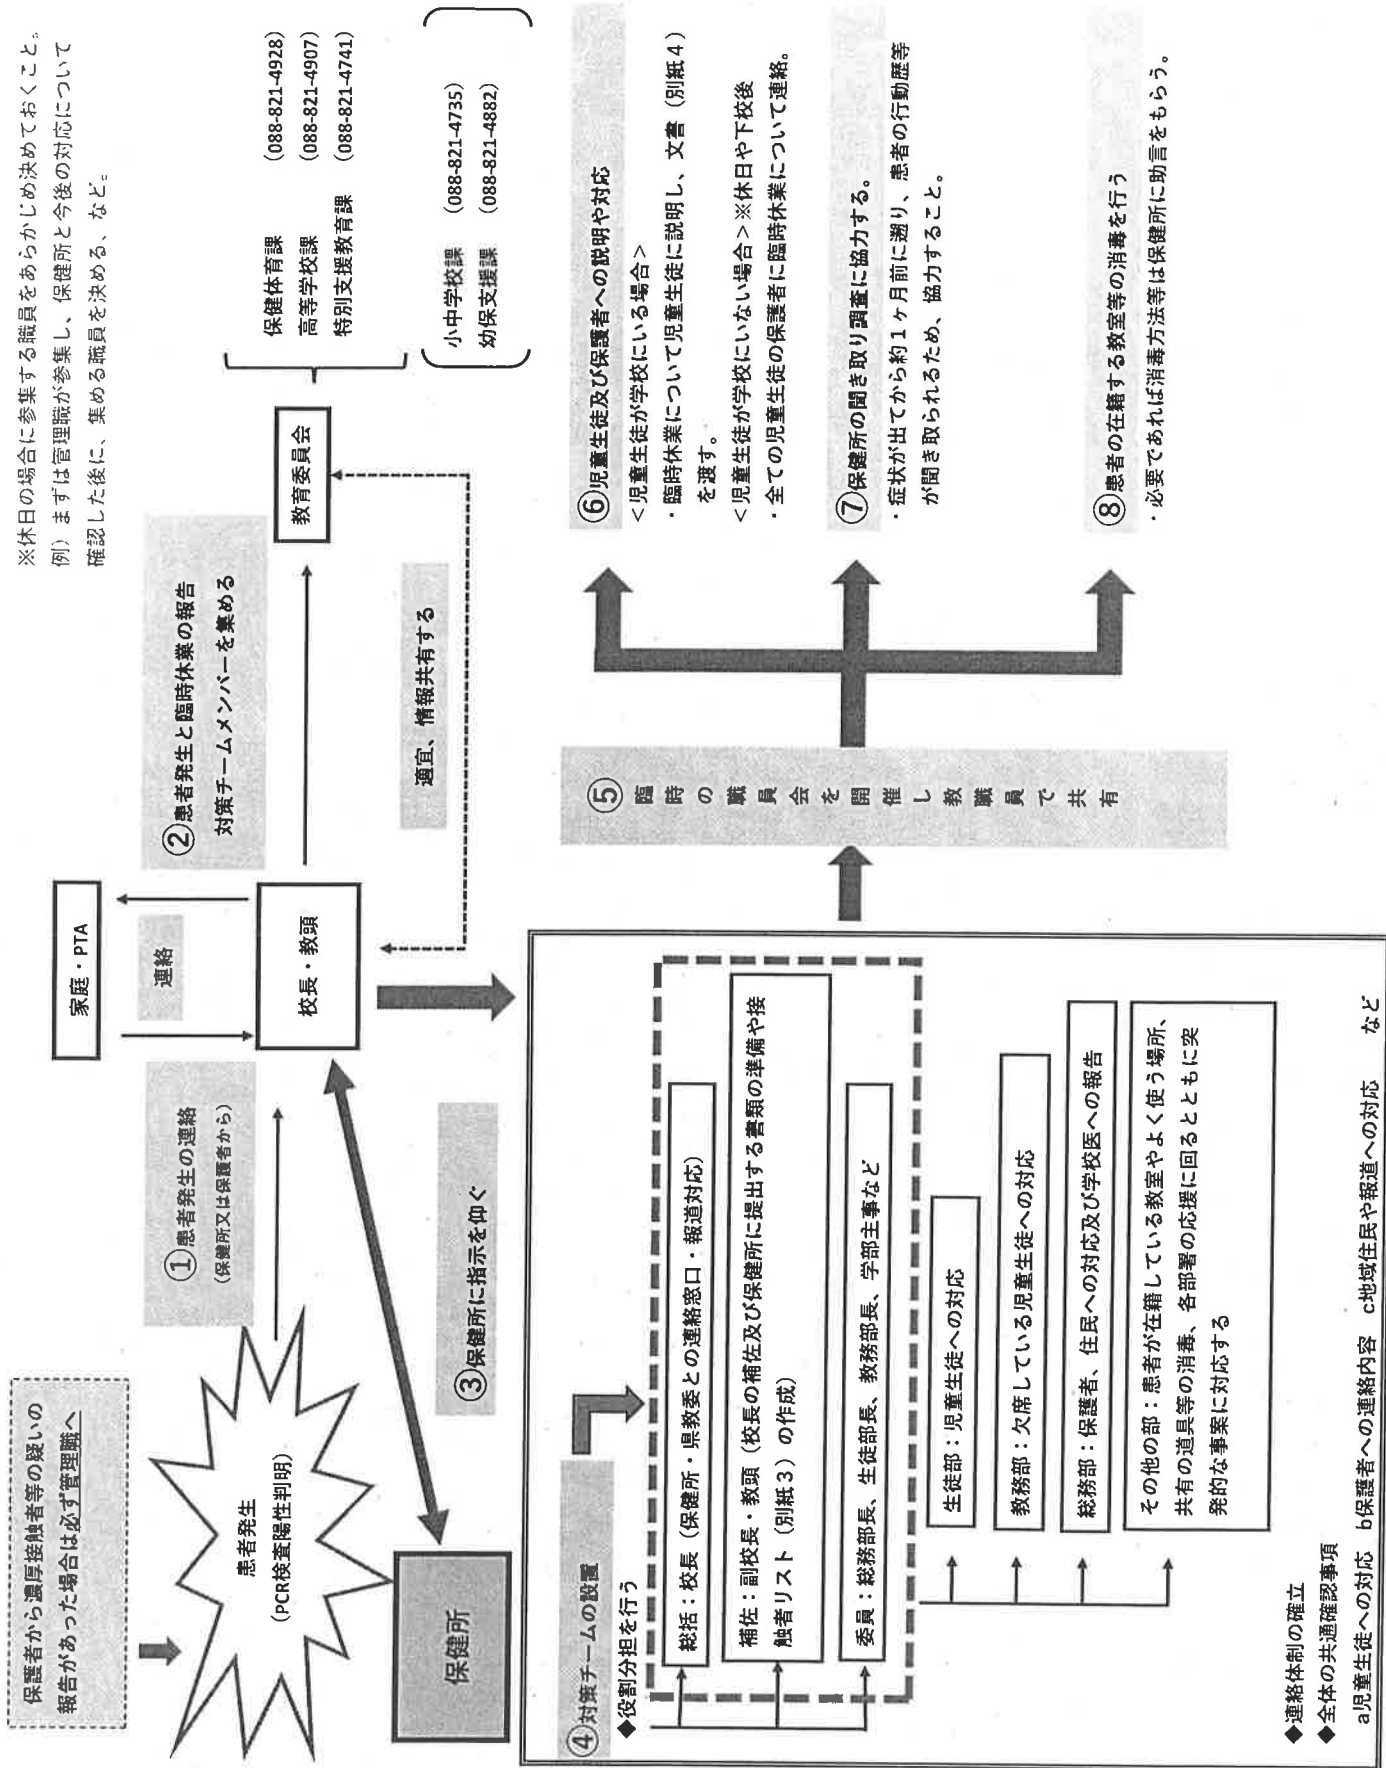 保護者から濃厚接触者等の疑いの
報告があった場合は必ず管理職へ
患者発生
(PCR検査陽性判明)
①患者発生の連絡
(保健所又は保護者から)
家庭・PTA
連絡
校長・教頭
②患者発生と臨時休業の報告
対策チームメンバーを集める
※休日の場合に参集する職員をあらかじめ決めておくこと。
例）まずは管理職が参集し、保健所と今後の対応について
確認した後に、集める職員を決める、など。
教育委員会
保健体育課 (088-821-4928)
高等学校課 (088-821-4907)
特別支援教育課 (088-821-4741)
小中学校課 (088-821-4735)
幼保支援課 (088-821-4882)
適宜、情報共有する
保健所
③保健所に指示を仰ぐ
④対策チームの設置
◆役割分担を行う
総括：校長（保健所・県教委との連絡窓口・報道対応）
補佐：副校長・教頭（校長の補佐及び保健所に提出する書類の準備や接
触者リスト（別紙３）の作成）
委員：総務部長、生徒部長、教務部長、学部主事など
生徒部：児童生徒への対応
教務部：欠席している児童生徒への対応
総務部：保護者、住民への対応及び学校医への報告
その他の部：患者が在籍している教室やよく使う場所、
共有の道具等の消毒、各部署の応援に回るとともに突
発的な事案に対応する
◆連絡体制の確立
◆全体の共通確認事項
a児童生徒への対応 b保護者への連絡内容 c地域住民や報道への対応 など
⑤臨時の職員会を開催し教職員で共有
⑥児童生徒及び保護者への説明や対応
＜児童生徒が学校にいる場合＞
・臨時休業について児童生徒に説明し、文書（別紙４）
を渡す。
＜児童生徒が学校にいない場合＞※休日や下校後
・全ての児童生徒の保護者に臨時休業について連絡。
⑦保健所の聞き取り調査に協力する。
・症状が出てから約１ヶ月前に遡り、患者の行動歴等
が聞き取られるため、協力すること。
⑧患者の在籍する教室等の消毒を行う
・必要であれば消毒方法等は保健所に助言をもらう。